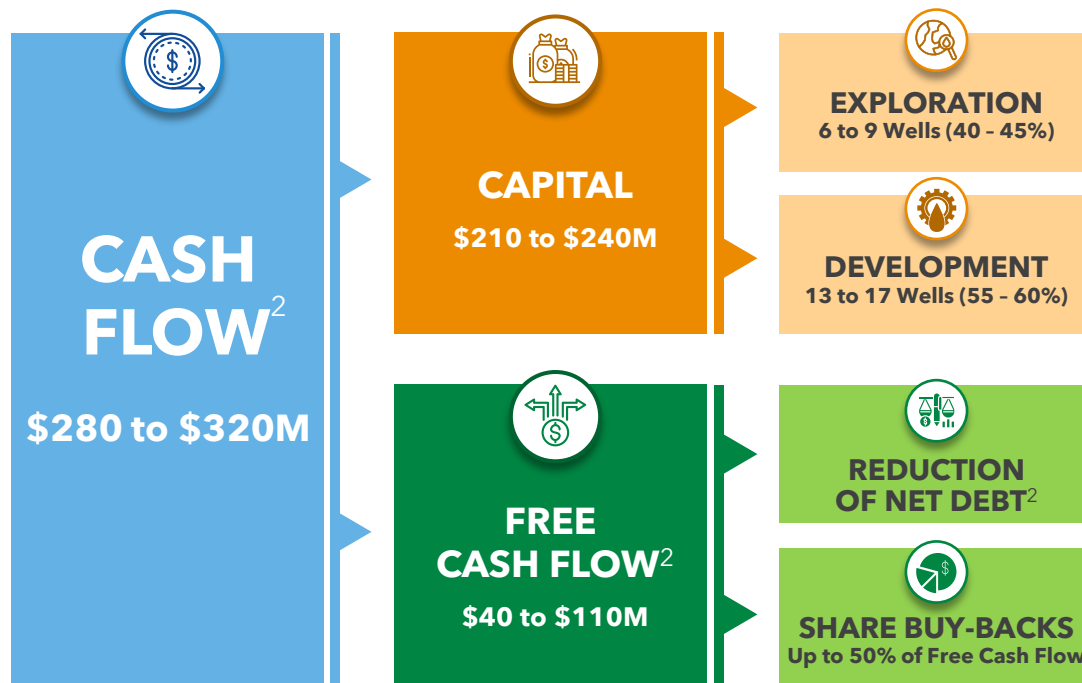 CASH
FLOW2
$280 to $320M
CAPITAL
$210 to $240M
EXPLORATION
6 to 9 Wells (40 – 45%)
DEVELOPMENT
13 to 17 Wells (55 – 60%)
FREE
CASH FLOW2
$40 to $110M
REDUCTION
OF NET DEBT2
SHARE BUY-BACKS
Up to 50% of Free Cash Flow